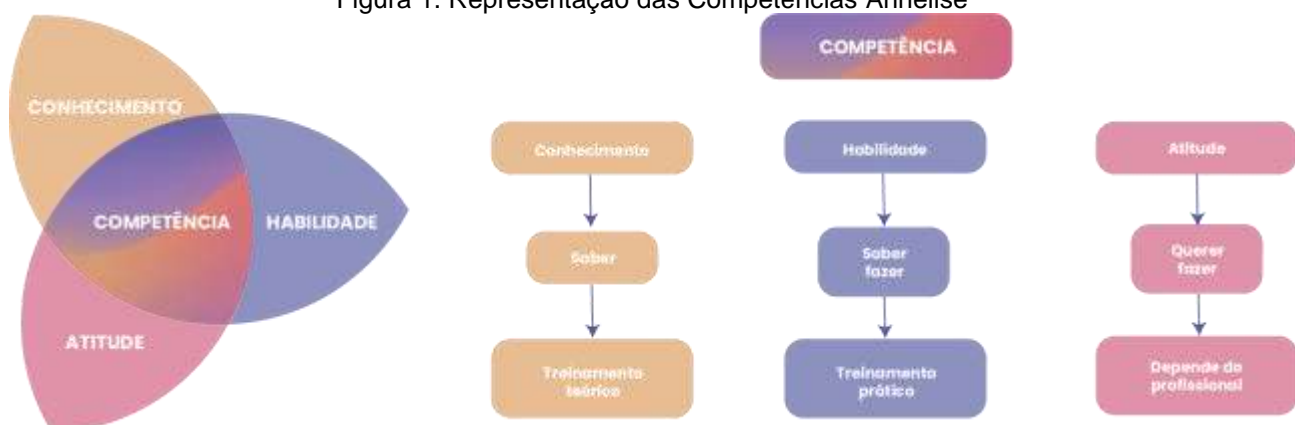 Figura 1: Representação das Competências Annelise
CONHECIMENTO
COMPETÊNCIA
HABILIDADE
ATITUDE
COMPETÊNCIA
Conhecimento
Habilidade
Atitude
Saber
Saber
fazer
Querer
fazer
Treinamento
teórico
Treinamento
prático
Depende do
profissional